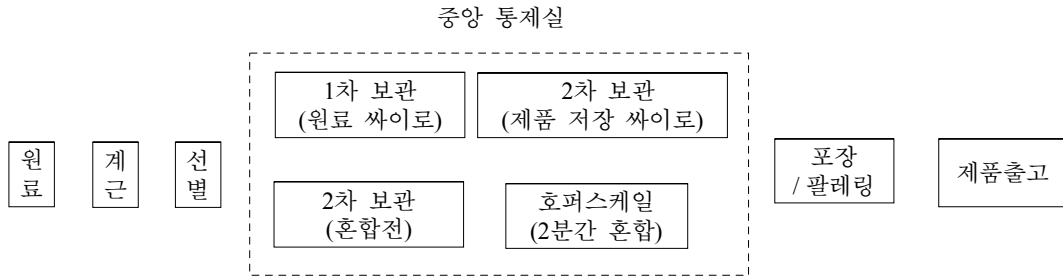 중앙 통제실
원
료
계
근
선
별
1차 보관
(원료 싸이로)
2차 보관
(제품 저장 싸이로)
2차 보관
(혼합전)
호퍼스케일
(2분간 혼합)
포장
/ 팔레링
제품출고